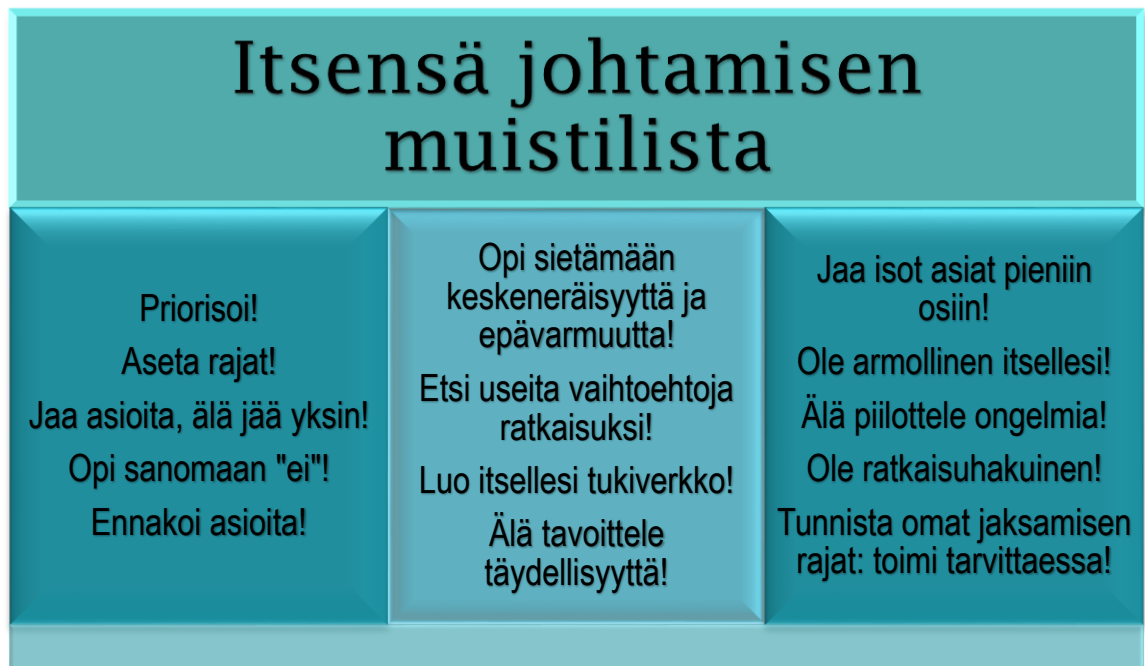 Itsensä johtamisen
muistilista
Priorisoi!
Aseta rajat!
Jaa asioita, älä jää yksin!
Opi sanomaan "ei"!
Ennakoi asioita!
Opi sietämään
keskeneräisyyttä ja
epävarmuutta!
Etsi useita vaihtoehtoja
ratkaisuksi!
Luo itsellesi tukiverkko!
Älä tavoittele
täydellisyyttä!
Jaa isot asiat pieniin
osiin!
Ole armollinen itsellesi!
Älä piilottele ongelmia!
Ole ratkaisuhakuinen!
Tunnista omat jaksamisen
rajat: toimi tarvittaessa!